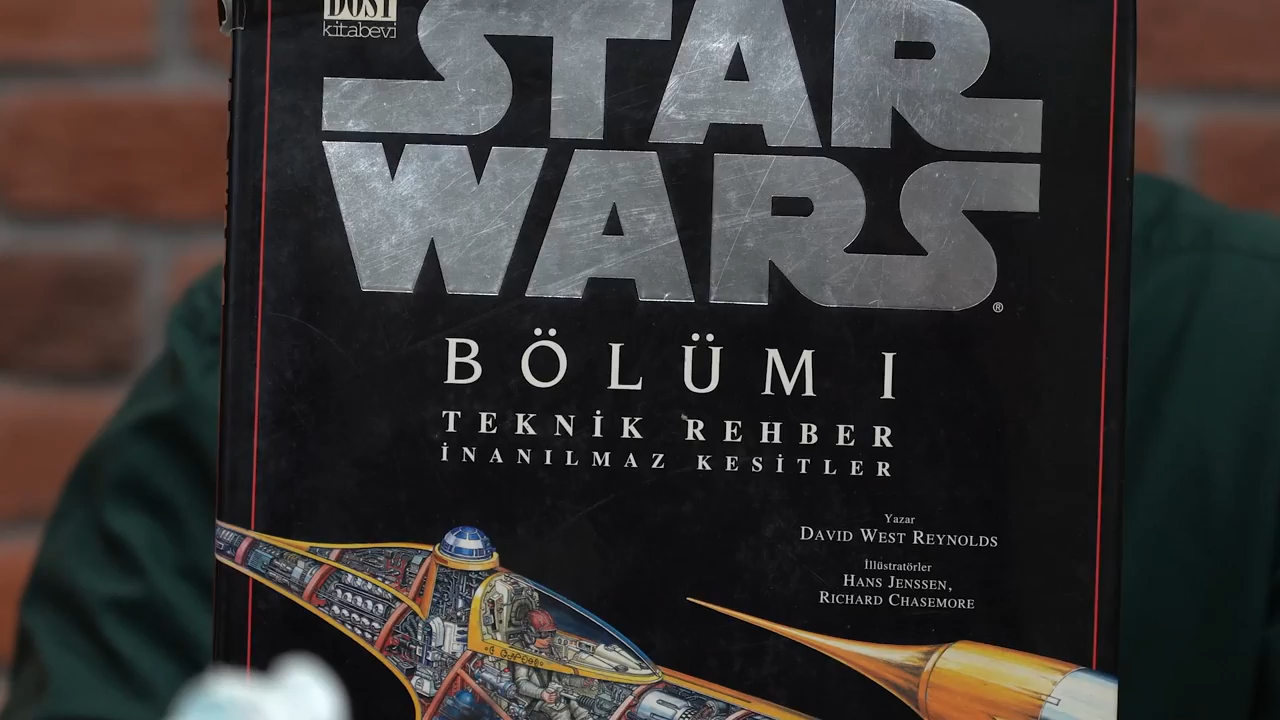 DOST
kitabevi
STAR
WARS
®
BÖLÜM I
TEKNİK REHBER
İNANILMAZ KESİTLER
Yazar
DAVID WEST REYNOLDS
İllüstratörler
HANS JENSSEN,
RICHARD CHASEMORE